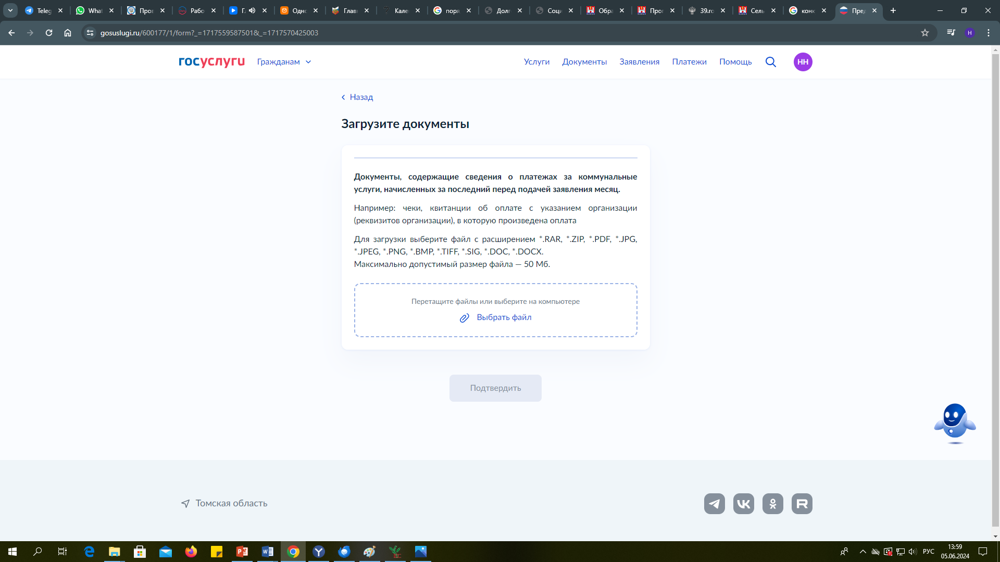 Teleg
What
Пров
Рабо
Г
Одно
Главн
Кален
поря
Долг
Соци
Обра
Прог
39.ro
Сель
конк
Пред
gosuslugi.ru/600177/1/form?_=1717559587501&_=1717570425003
Н
госуслуги
Гражданам
Услуги
Документы
Заявления
Платежи
Помощь
НН
Назад
Загрузите документы
Документы, содержащие сведения о платежах за коммунальные
услуги, начисленных за последний перед подачей заявления месяц.
Например: чеки, квитанции об оплате с указанием организации
(реквизитов организации), в которую произведена оплата
Для загрузки выберите файл с расширением *.RAR, *.ZIP, *.PDF, *.JPG,
*.JPEG, *.PNG, *.BMP, *.TIFF, *.SIG, *.DOC, *.DOCX.
Максимально допустимый размер файла — 50 Мб.
Перетащите файлы или выберите на компьютере
Выбрать файл
Подтвердить
Томская область
РУС
13:59
05.06.2024